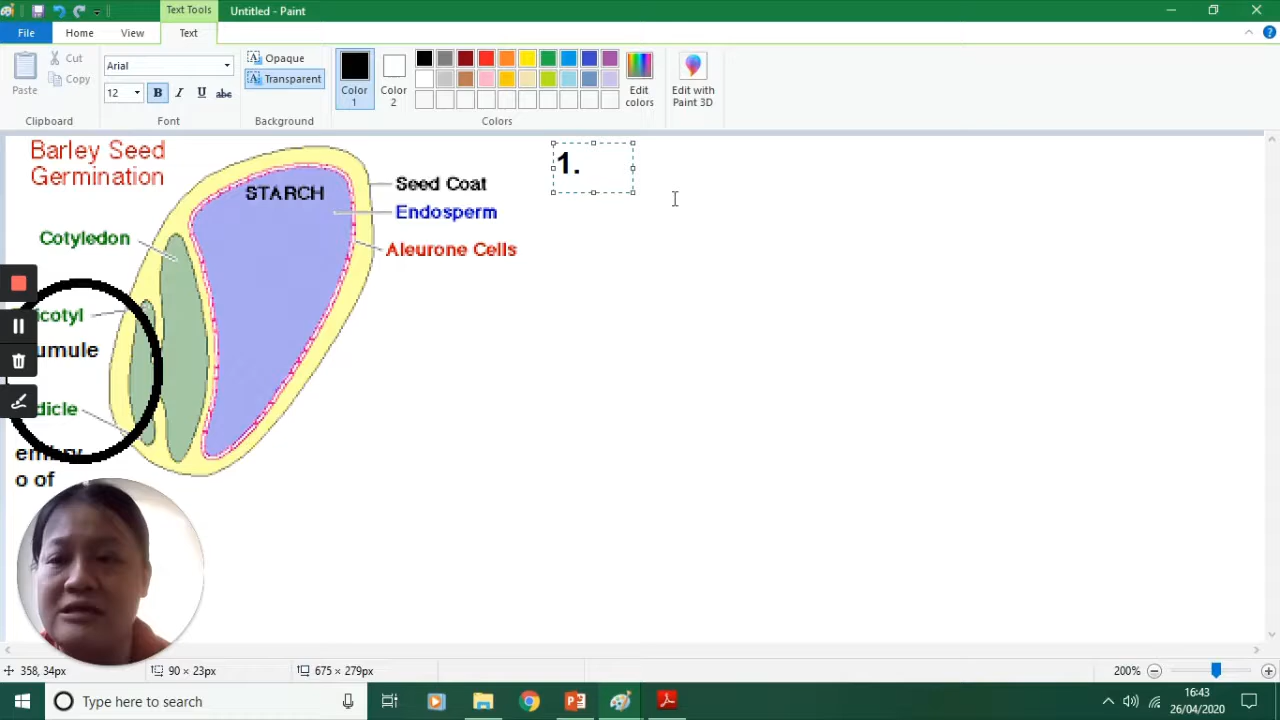 Text Tools
Untitled - Paint
File
Home
View
Text
Paste
Cut
Copy
Clipboard
Arial
12
B
I
U
abc
Font
Opaque
Transparent
Background
Color
1
Color
2
Edit
colors
Colors
Edit with
Paint 3D
Barley Seed
Germination
STARCH
Seed Coat
Endosperm
Aleurone Cells
Cotyledon
icotyl
umule
dicle
embry
o of
1.
358, 34px
90 × 23px
675 × 279px
200%
Type here to search
16:43
26/04/2020